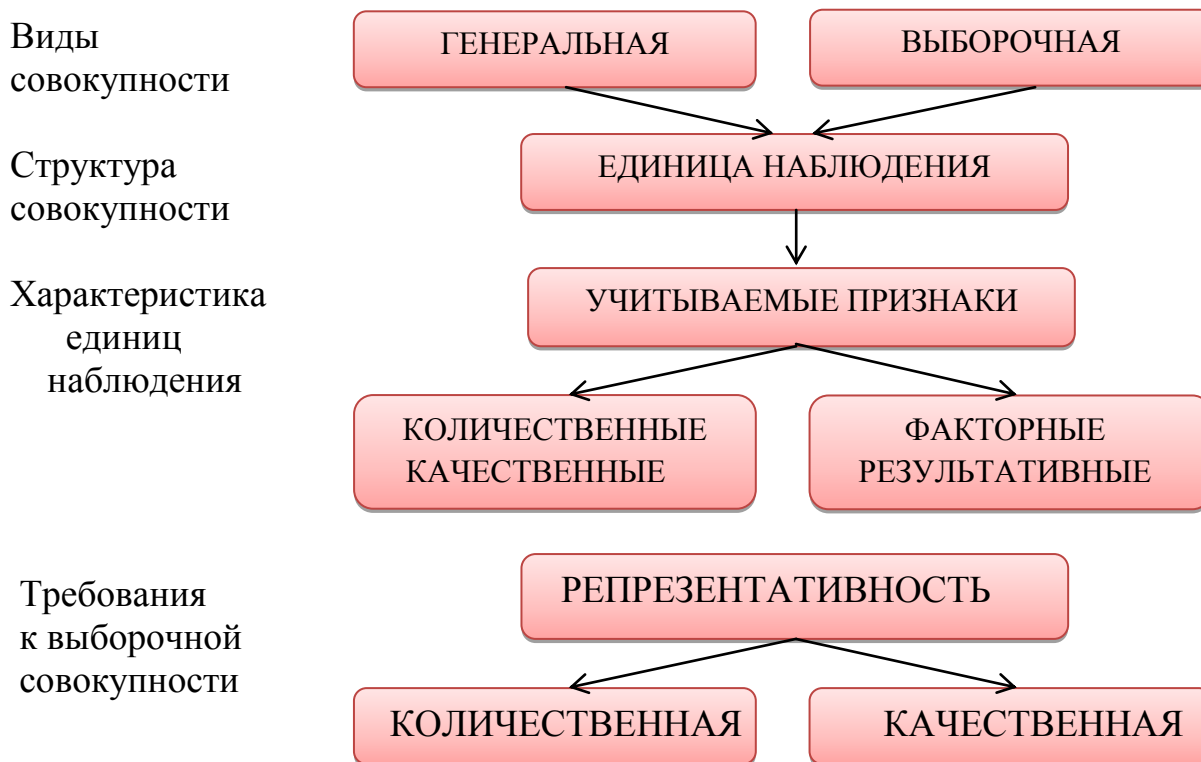 Виды
совокупности
ГЕНЕРАЛЬНАЯ
ВЫБОРОЧНАЯ
Структура
совокупности
ЕДИНИЦА НАБЛЮДЕНИЯ
Характеристика
единиц
наблюдения
УЧИТЫВАЕМЫЕ ПРИЗНАКИ
КОЛИЧЕСТВЕННЫЕ
КАЧЕСТВЕННЫЕ
ФАКТОРНЫЕ
РЕЗУЛЬТАТИВНЫЕ
Требования
к выборочной
совокупности
РЕПРЕЗЕНТАТИВНОСТЬ
КОЛИЧЕСТВЕННАЯ
КАЧЕСТВЕННАЯ